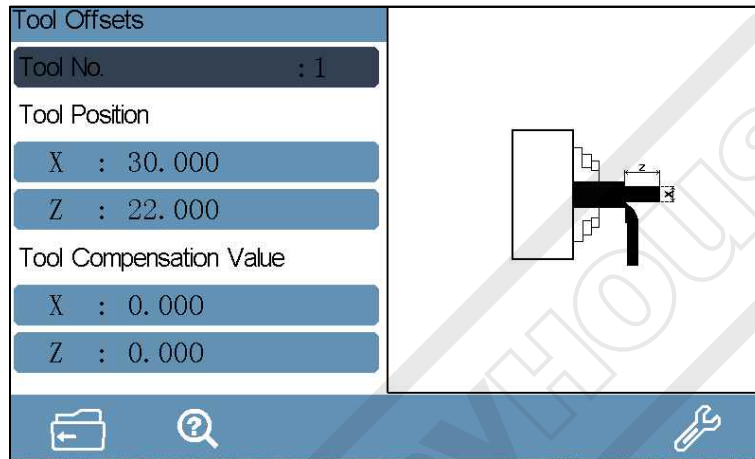 Tool Offsets
Tool No. : 1
Tool Position
X : 30.000
Z : 22.000
Tool Compensation Value
X : 0.000
Z : 0.000
Z
X